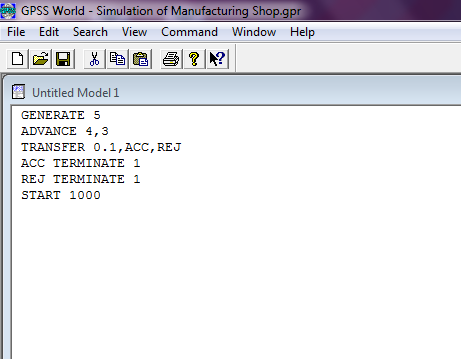 GPSS World - Simulation of Manufacturing Shop.gpr
File Edit Search View Command Window Help
Untitled Model 1
GENERATE 5
ADVANCE 4,3
TRANSFER 0.1,ACC,REJ
ACC TERMINATE 1
REJ TERMINATE 1
START 1000